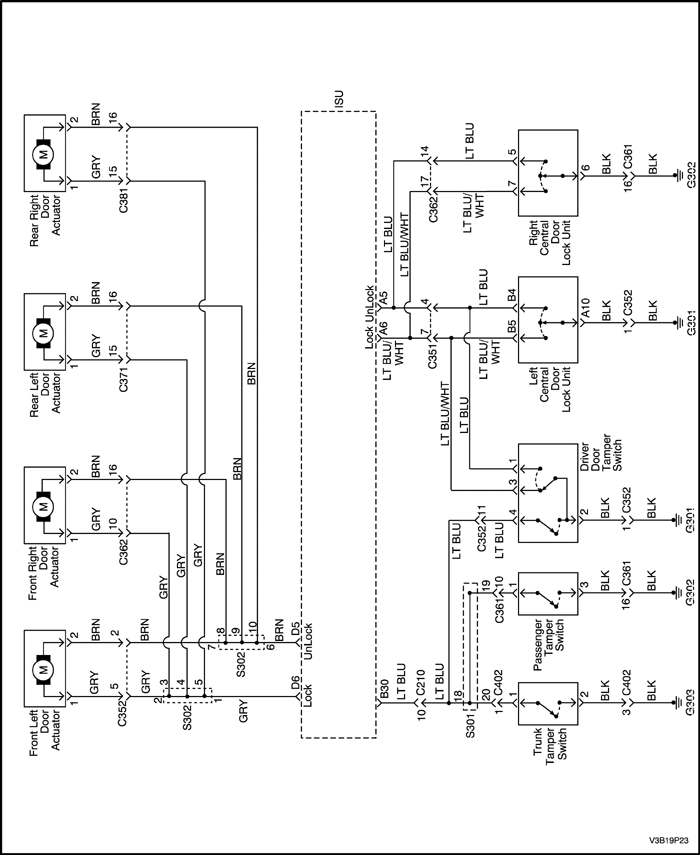 Front Left
Door
Actuator
Front Right
Door
Actuator
Rear Left
Door
Actuator
Rear Right
Door
Actuator
M
M
M
M
1
2
1
2
1
2
1
2
GRY
BRN
GRY
BRN
GRY
BRN
GRY
BRN
C352
5
2
C362
10
16
C371
15
16
C381
15
16
BRN
GRY
GRY
GRY
GRY
BRN
BRN
BRN
S302
2
3
4
5
1
S302
7
8
9
10
6
GRY
BRN
D6
D5
Lock
UnLock
ISU
B30
Lock
UnLock
A6
A5
LT BLU
LT BLU/
WHT
LT BLU
LT BLU/WHT
10
C210
C351
7
4
C362
17
14
LT BLU
LT BLU
LT BLU/WHT
LT BLU
LT BLU/
WHT
LT BLU
LT BLU/
WHT
LT BLU
S301
18
19
20
1
C402
C361
10
C352
11
LT BLU
1
1
4
3
1
B5
B4
7
5
Trunk
Tamper
Switch
Passenger
Tamper
Switch
Driver
Door
Tamper
Switch
Left
Central
Door
Lock Unit
Right
Central
Door
Lock Unit
2
3
2
A10
6
BLK
BLK
BLK
BLK
BLK
3
C402
16
C361
1
C352
1
C352
16
C361
BLK
BLK
BLK
BLK
BLK
G303
G302
G301
G301
G302
V3B19P23